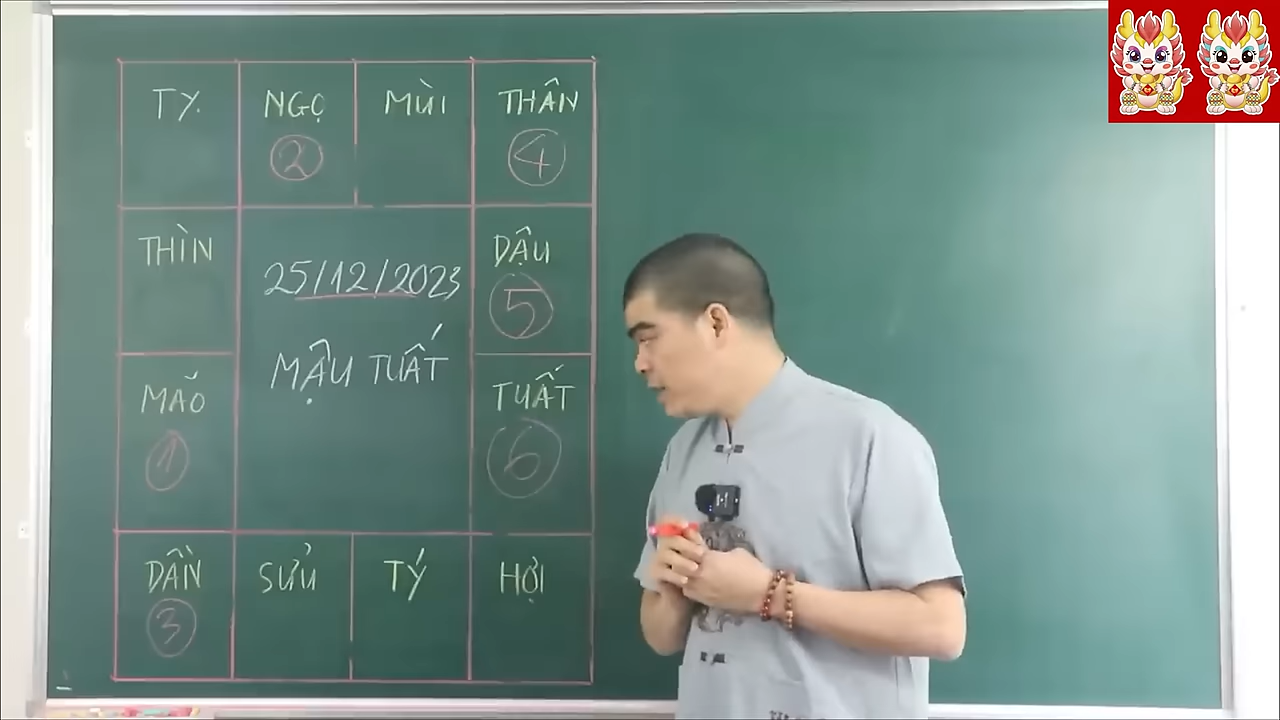 TỴ.
NGỌ
②
MÙI
THÂN
④
THÌN
25/12/2023
MẬU TUẤT
DẬU
⑤
MÃO
①
TUẤT
⑥
DẦN
③
SỬU
TÝ
HỢI